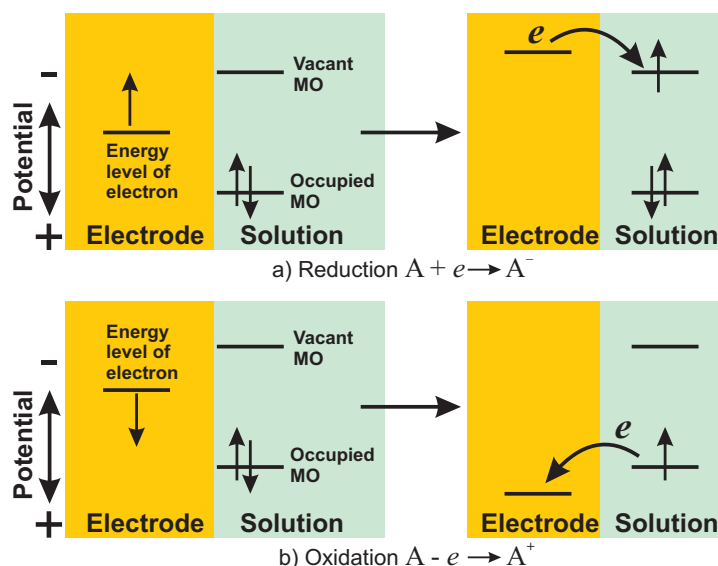 e
-
Vacant
MO
Potential
Energy
level of
electron
Occupied
MO
+
Electrode
Solution
Electrode
Solution
a) Reduction A + e → A⁻
Energy
level of
electron
Vacant
MO
-
Potential
e
Occupied
MO
+
Electrode
Solution
Electrode
Solution
b) Oxidation A - e → A⁺